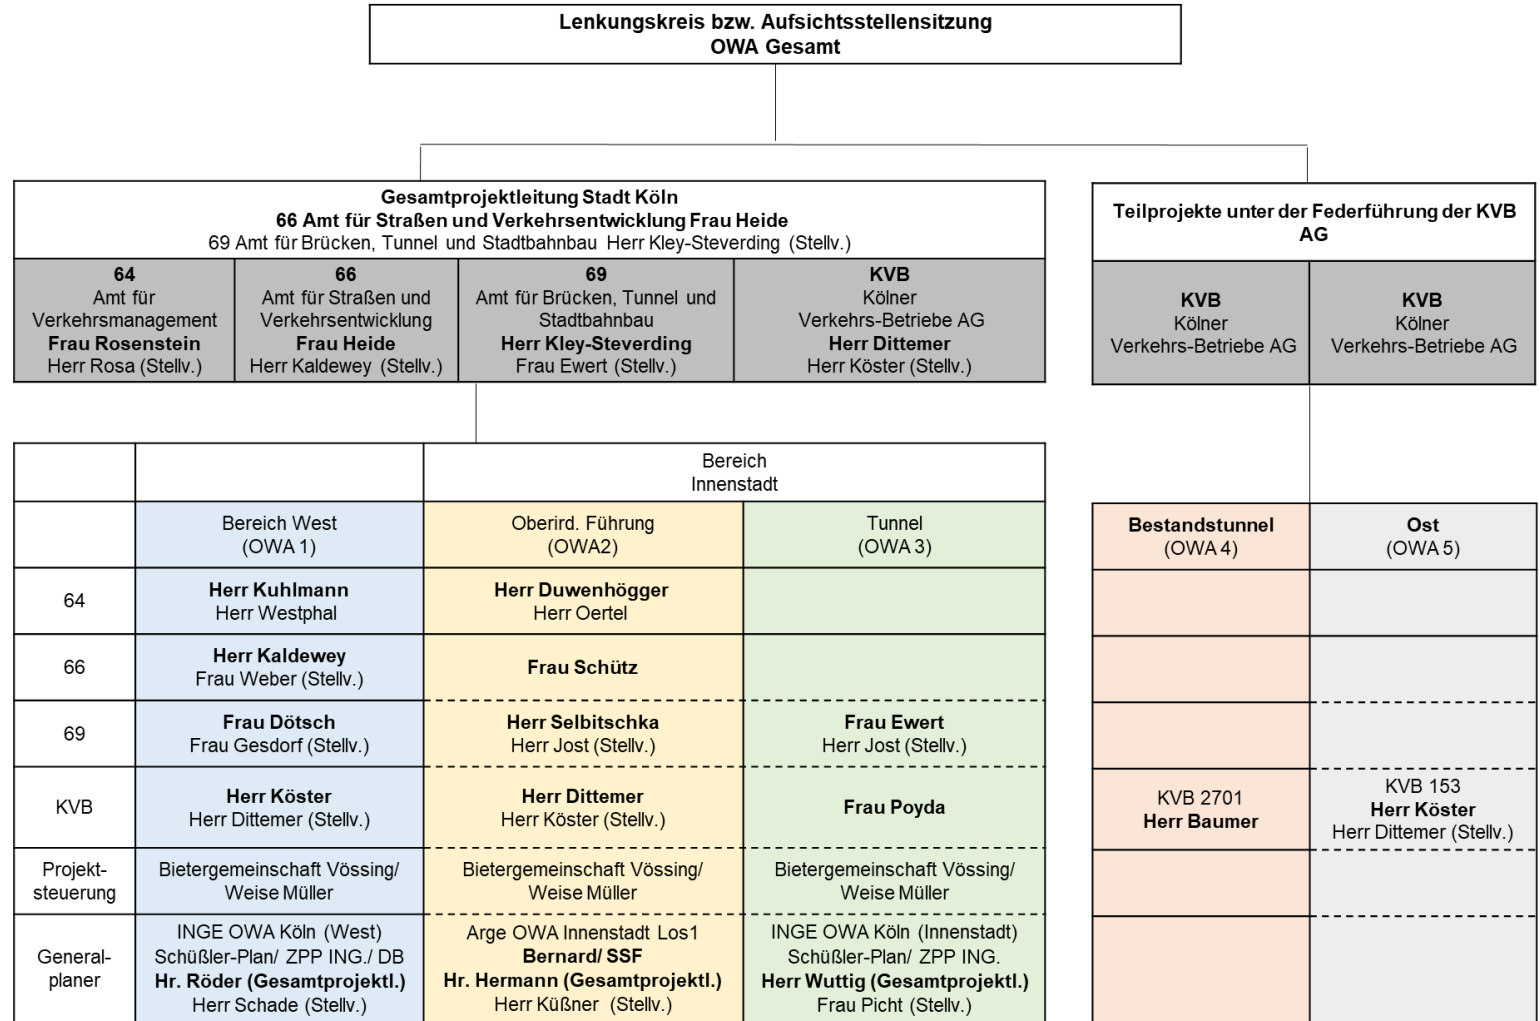 Lenkungskreis bzw. Aufsichtsstellensitzung
OWA Gesamt
Gesamtprojektleitung Stadt Köln
66 Amt für Straßen und Verkehrsentwicklung Frau Heide
69 Amt für Brücken, Tunnel und Stadtbahnbau Herr Kley-Steverding (Stellv.)
64
Amt für
Verkehrsmanagement
Frau Rosenstein
Herr Rosa (Stellv.)
66
Amt für Straßen und
Verkehrsentwicklung
Frau Heide
Herr Kaldewey (Stellv.)
69
Amt für Brücken, Tunnel und
Stadtbahnbau
Herr Kley-Steverding
Frau Ewert (Stellv.)
KVB
Kölner
Verkehrs-Betriebe AG
Herr Dittemer
Herr Köster (Stellv.)
Teilprojekte unter der Federführung der KVB
AG
KVB
Kölner
Verkehrs-Betriebe AG
KVB
Kölner
Verkehrs-Betriebe AG
Bereich
Innenstadt
Bereich West
(OWA 1)
Oberird. Führung
(OWA2)
Tunnel
(OWA 3)
Bestandstunnel
(OWA 4)
Ost
(OWA 5)
64
Herr Kuhlmann
Herr Westphal
Herr Duwenhögger
Herr Oertel
66
Herr Kaldewey
Frau Weber (Stellv.)
Frau Schütz
69
Frau Dötsch
Frau Gesdorf (Stellv.)
Herr Selbitschka
Herr Jost (Stellv.)
Frau Ewert
Herr Jost (Stellv.)
KVB
Herr Köster
Herr Dittemer (Stellv.)
Herr Dittemer
Herr Köster (Stellv.)
Frau Poyda
KVB 2701
Herr Baumer
KVB 153
Herr Köster
Herr Dittemer (Stellv.)
Projekt-
steuerung
Bietergemeinschaft Vössing/
Weise Müller
Bietergemeinschaft Vössing/
Weise Müller
Bietergemeinschaft Vössing/
Weise Müller
General-
planer
INGE OWA Köln (West)
Schüßler-Plan/ ZPP ING./ DB
Hr. Röder (Gesamtprojektl.)
Herr Schade (Stellv.)
Arge OWA Innenstadt Los1
Bernard/ SSF
Hr. Hermann (Gesamtprojektl.)
Herr Küßner (Stellv.)
INGE OWA Köln (Innenstadt)
Schüßler-Plan/ ZPP ING.
Herr Wuttig (Gesamtprojektl.)
Frau Picht (Stellv.)